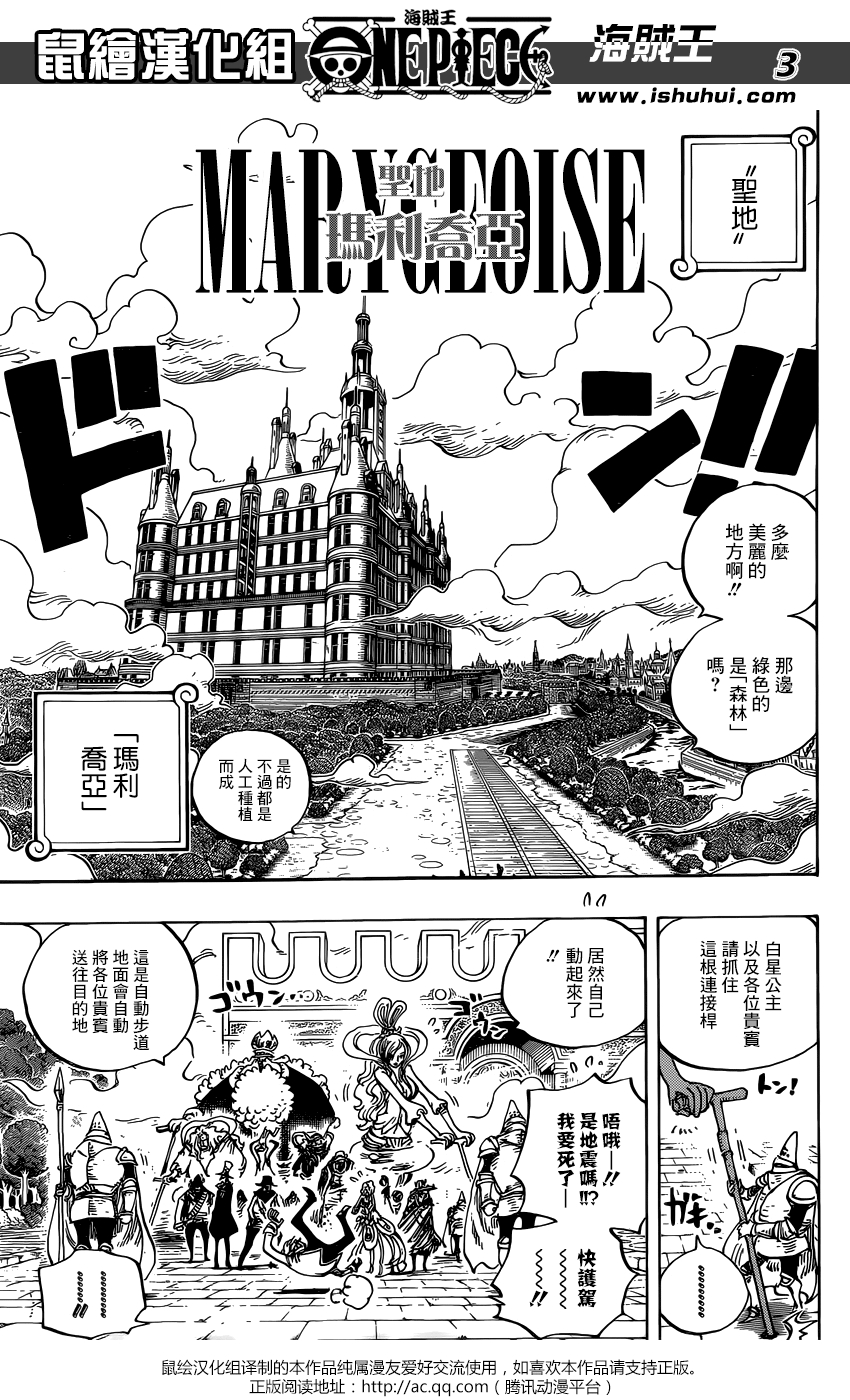 鼠繪漢化組
海賊王
ONE PIECE
海賊王
3
www.ishuhui.com
MARYGEOISE
聖地
瑪利喬亞
〝聖地〟
ドン!!
多麼
美麗的
地方啊!!
那邊
綠色的
是「森林」
嗎?
「瑪利
喬亞」
是的
不過都是
人工種植
而成
白星公主
以及各位貴賓
請抓住
這根連接桿
トン!
ガキ…
…………
居然自己
動起來了
!!
ゴウン…
ゴウン…
這是自動步道
地面會自動
將各位貴賓
送往目的地
唔哦—!!
是地震嗎!!?
我愛死了—
快護駕
~~~~!!
…………!!
鼠绘汉化组译制的本作品纯属漫友爱好交流使用，如喜欢本作品请支持正版。
正版阅读地址：http://ac.qq.com（腾讯动漫平台）